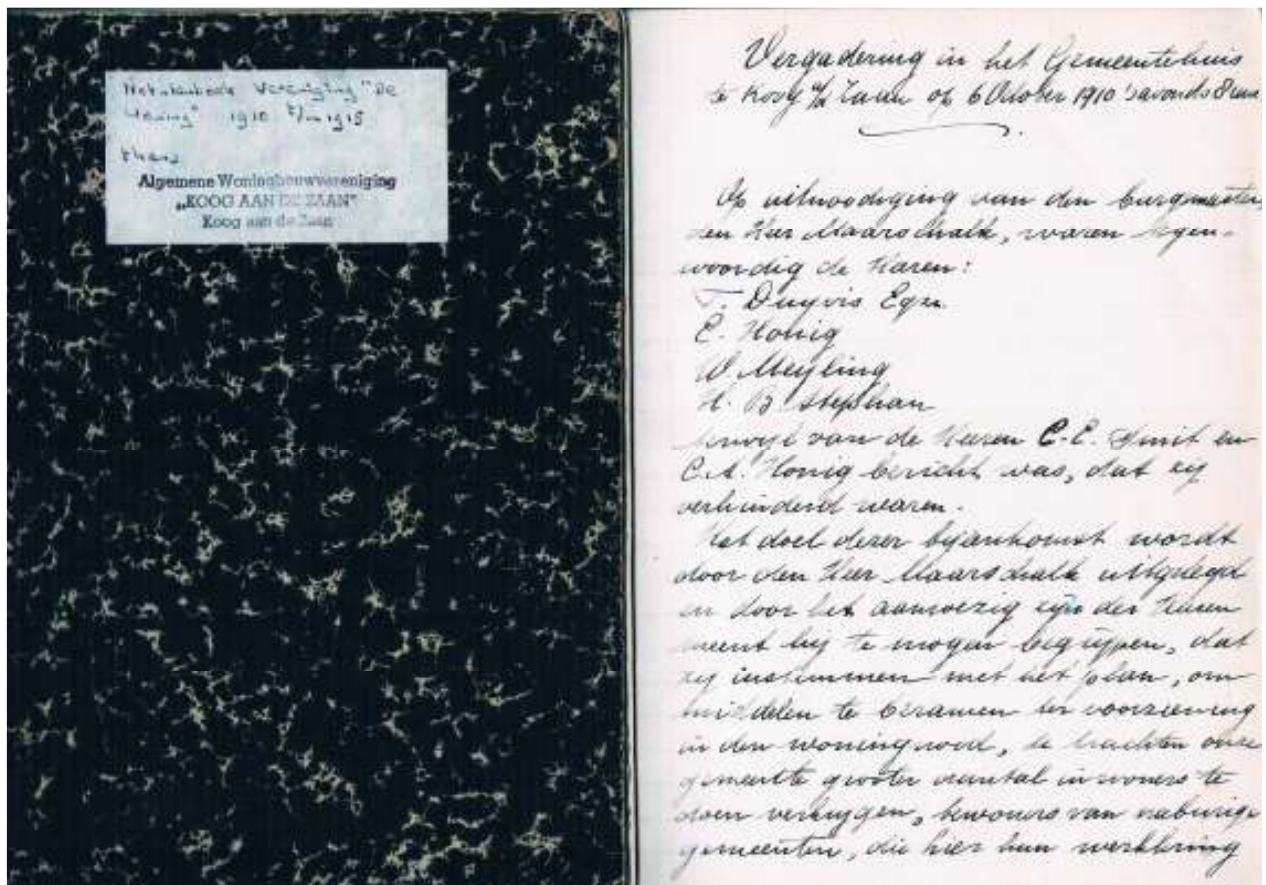 Notulenboek Vereeniging "De
Woning" 1910 t/m 1915
thans
Algemene Woningbouwvereniging
„KOOG AAN DE ZAAN"
Koog aan de Zaan
Vergadering in het Gemeentehuis
te Koog a/d Zaan op 6 October 1910 's avonds 8 uur
Op uitnoodiging van den burgemeester,
den Heer Maarschalk, waren tegen-
woordig de Heeren:
T. Duyvis Egn.
E. Honig
W. Meyling
H. B. Stephan
terwijl van de Heeren C.E. Smit en
C.A. Honig bericht was, dat zij
verhinderd waren.
Het doel dezer bijeenkomst wordt
door den Heer Maarschalk uitgelegd
en door het aanwezig zijn der Heeren
meent hij te mogen begrijpen, dat
zij instemmen met het plan, om
middelen te beramen ter voorziening
in den woningnood, te trachten onze
gemeente grooter aantal inwoners te
doen verkrijgen, bewoners van naburige
gemeenten, die hier hun werkkring